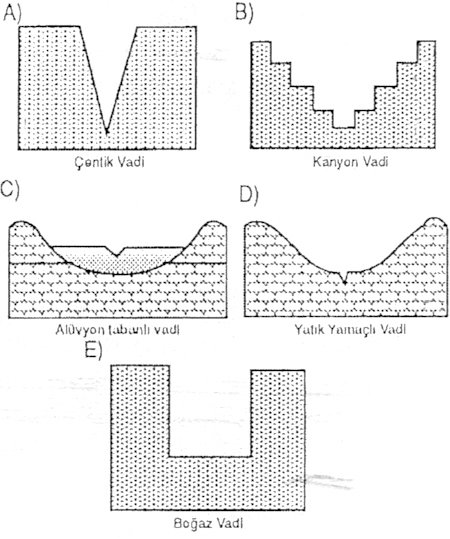 A)
B)
Çentik Vadi
Kanyon Vadi
C)
D)
Alüvyon tabanlı vadi
Yatık Yamaçlı Vadi
E)
Boğaz Vadi